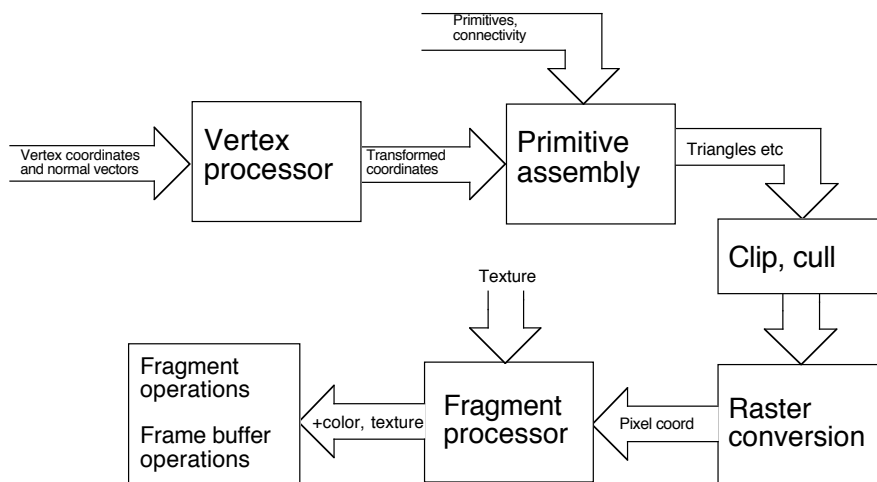 Primitives,
connectivity
Vertex coordinates
and normal vectors
Vertex
processor
Transformed
coordinates
Primitive
assembly
Triangles etc
Clip, cull
Texture
Fragment
operations
Frame buffer
operations
+color, texture
Fragment
processor
Pixel coord
Raster
conversion